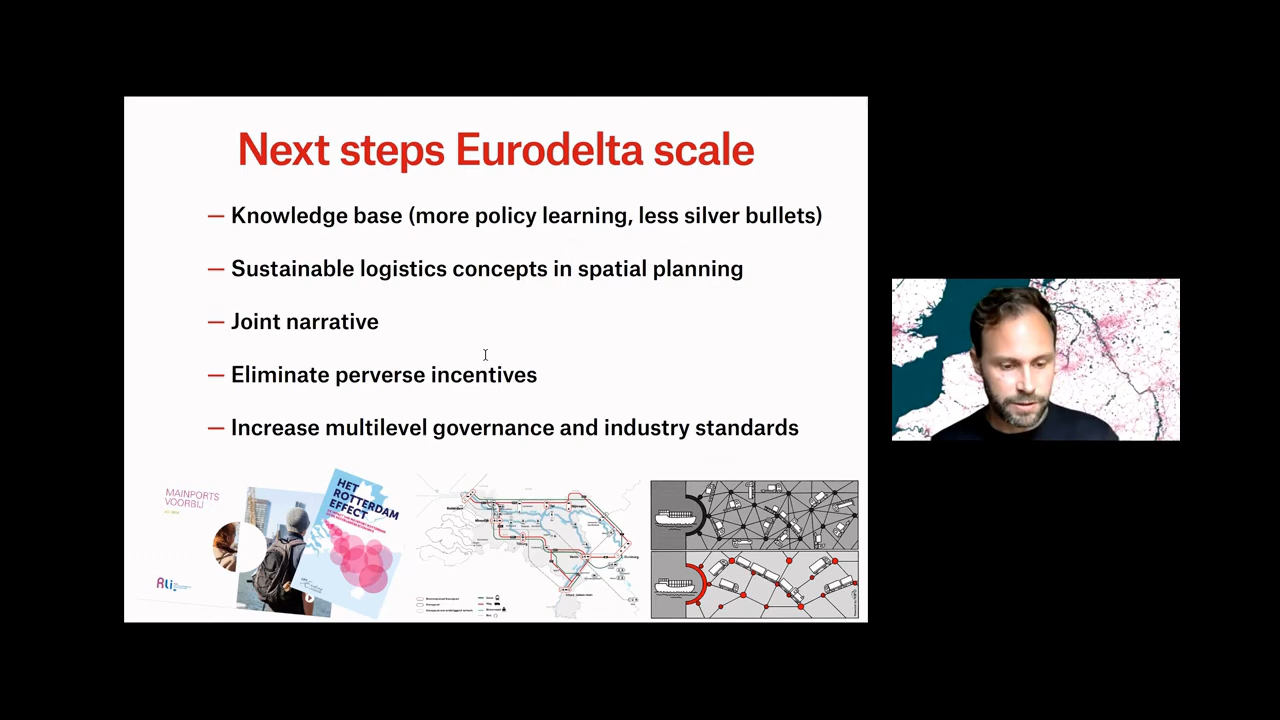 Next steps Eurodelta scale
— Knowledge base (more policy learning, less silver bullets)
— Sustainable logistics concepts in spatial planning
— Joint narrative
— Eliminate perverse incentives
— Increase multilevel governance and industry standards
MAINPORTS
VOORBIJ
Rli
HET
ROTTERDAM
EFFECT